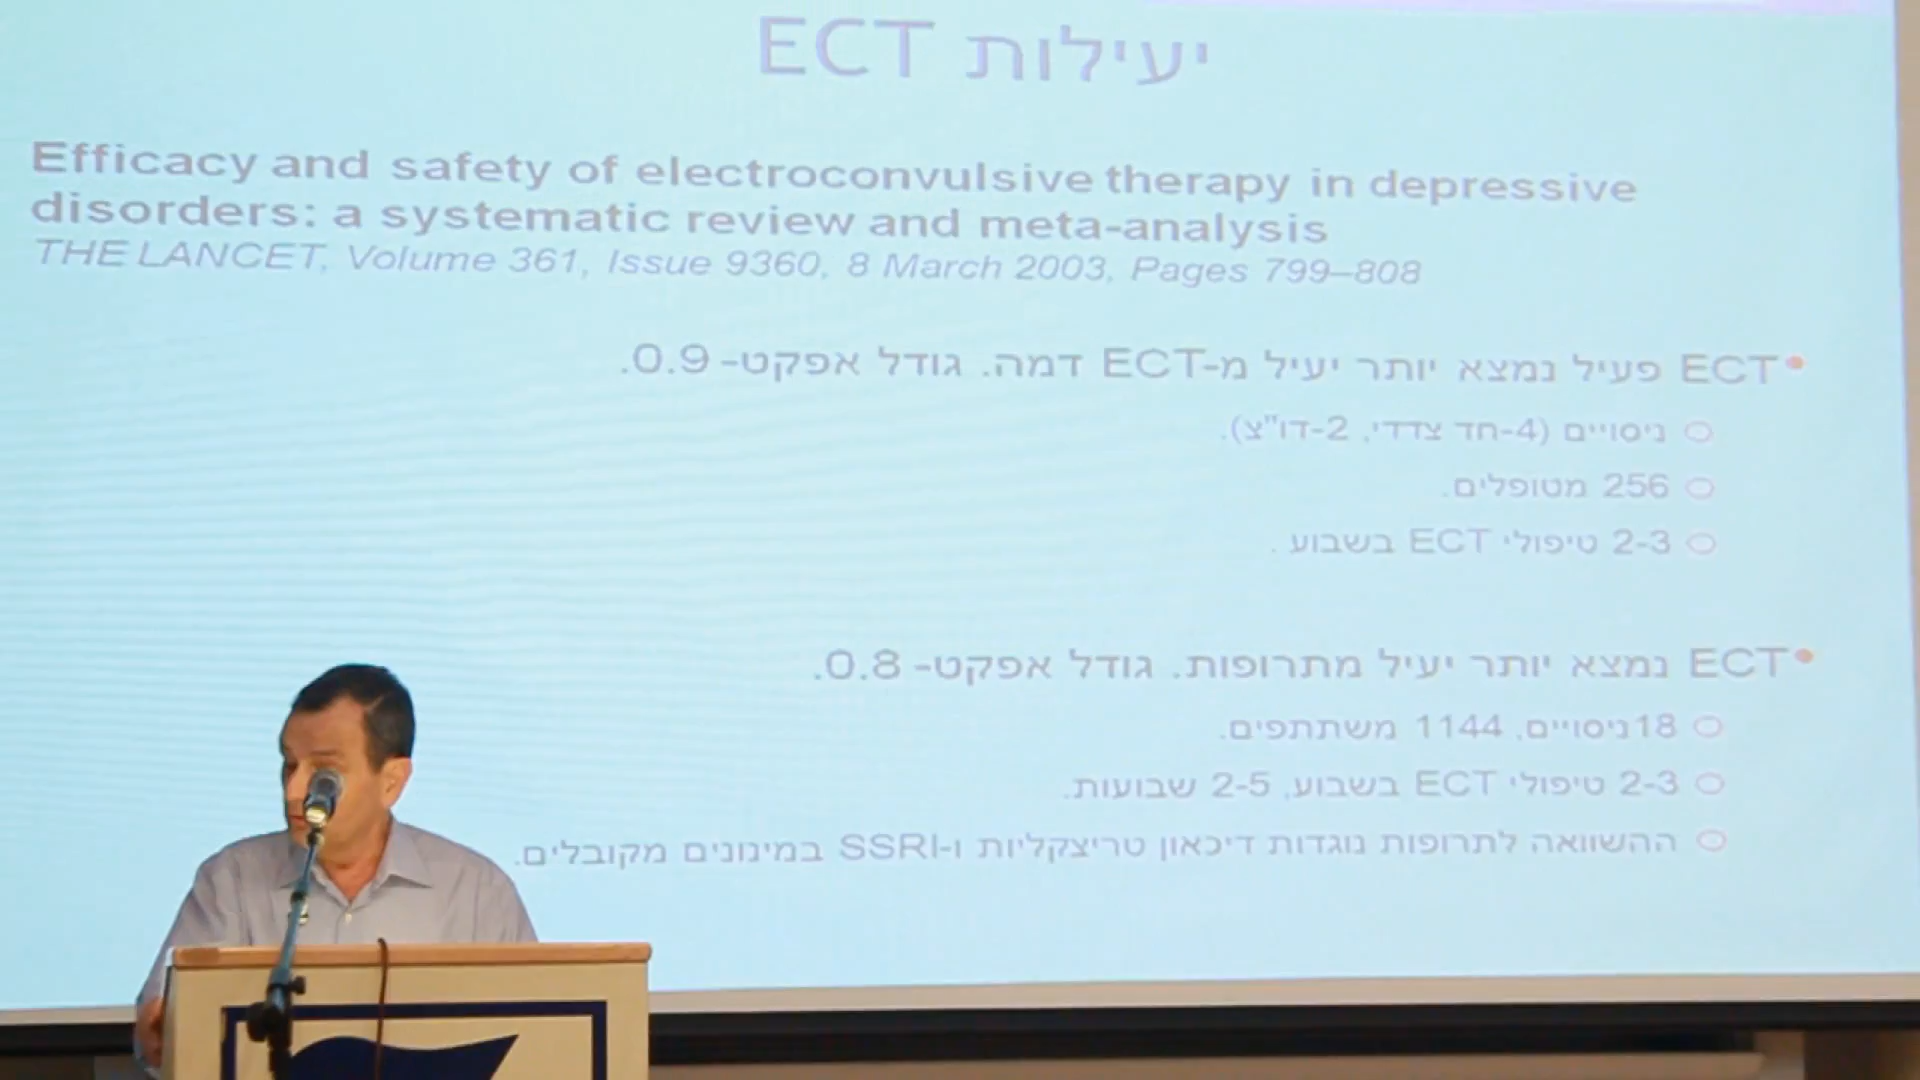 יעילות ECT
Efficacy and safety of electroconvulsive therapy in depressive
disorders: a systematic review and meta-analysis
THE LANCET, Volume 361, Issue 9360, 8 March 2003, Pages 799–808
•ECT פעיל נמצא יותר יעיל מ-ECT דמה. גודל אפקט- 0.9.
ניסויים (4-חד צדדי, 2-דו"צ).
256 מטופלים.
2-3 טיפולי ECT בשבוע .
•ECT נמצא יותר יעיל מתרופות. גודל אפקט- 0.8.
18ניסויים, 1144 משתתפים.
2-3 טיפולי ECT בשבוע, 2-5 שבועות.
ההשוואה לתרופות נוגדות דיכאון טריצקליות ו-SSRI במינונים מקובלים.